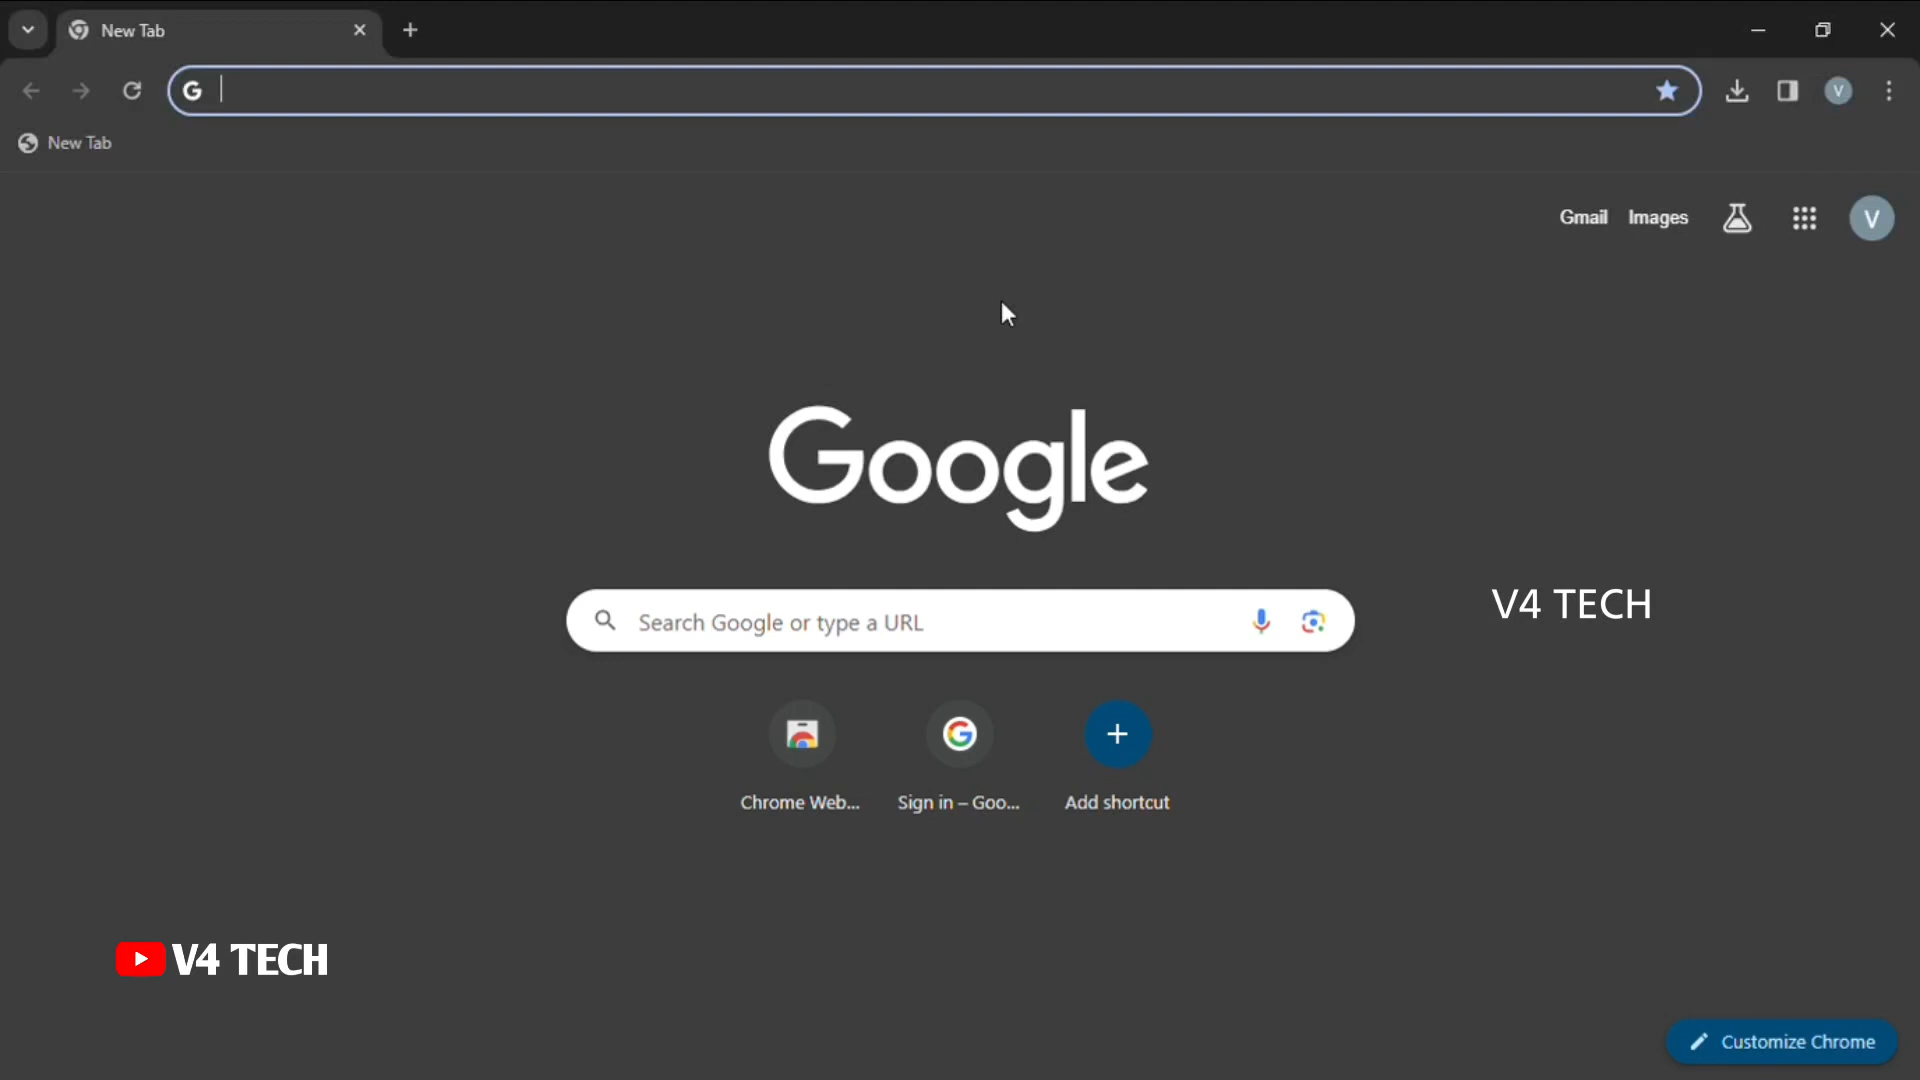 New Tab
New Tab
Gmail Images
V
V
Google
Search Google or type a URL
V4 TECH
Chrome Web... Sign in – Goo... Add shortcut
V4 TECH
Customize Chrome